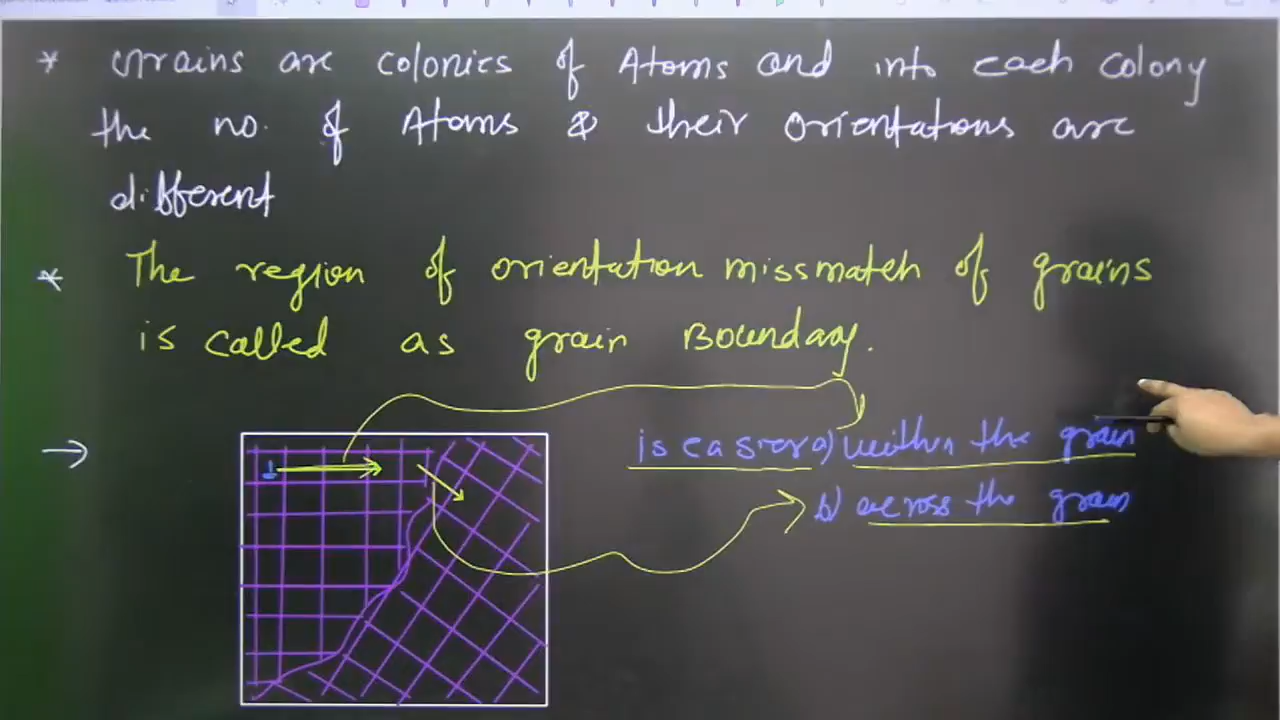 * Grains are colonies of Atoms and into each colony
the no. of Atoms & their orientations are
different
* The region of orientation missmatch of grains
is called as grain Boundary.
→ is easier a) within the grain
b) across the grain